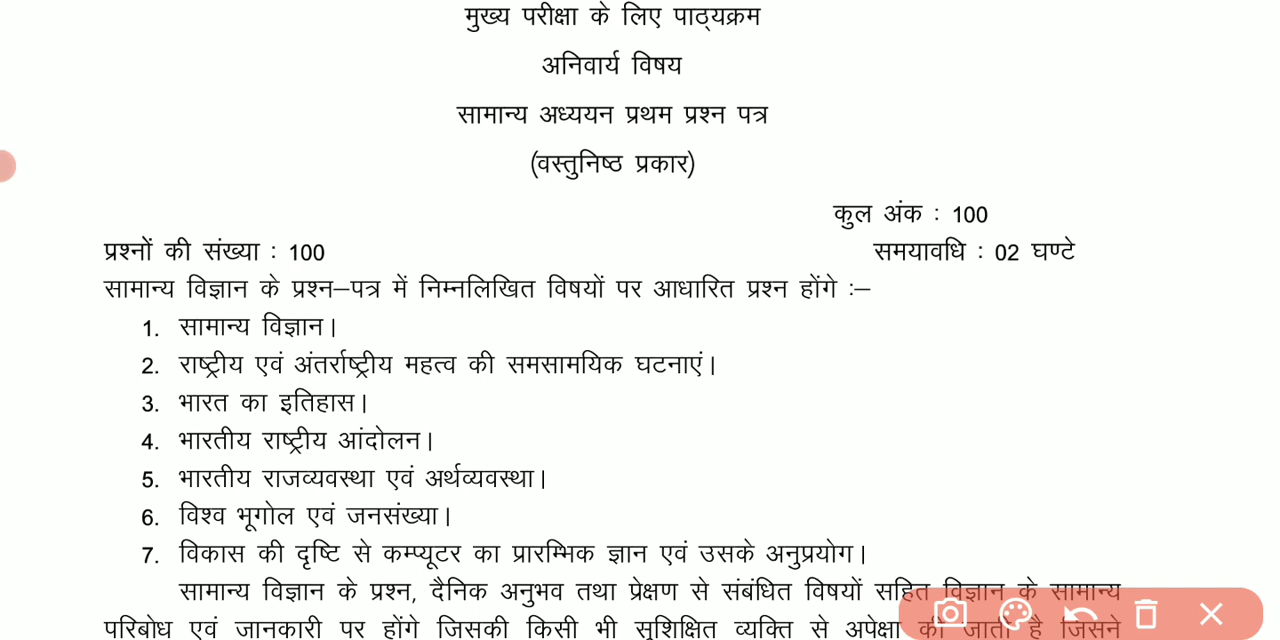 मुख्य परीक्षा के लिए पाठ्यक्रम
अनिवार्य विषय
सामान्य अध्ययन प्रथम प्रश्न पत्र
(वस्तुनिष्ठ प्रकार)
कुल अंक : 100
प्रश्नों की संख्या : 100 समयावधि : 02 घण्टे
सामान्य विज्ञान के प्रश्न–पत्र में निम्नलिखित विषयों पर आधारित प्रश्न होंगे :–
1. सामान्य विज्ञान।
2. राष्ट्रीय एवं अंतर्राष्ट्रीय महत्व की समसामयिक घटनाएं।
3. भारत का इतिहास।
4. भारतीय राष्ट्रीय आंदोलन।
5. भारतीय राजव्यवस्था एवं अर्थव्यवस्था।
6. विश्व भूगोल एवं जनसंख्या।
7. विकास की दृष्टि से कम्प्यूटर का प्रारम्भिक ज्ञान एवं उसके अनुप्रयोग।
सामान्य विज्ञान के प्रश्न, दैनिक अनुभव तथा प्रेक्षण से संबंधित विषयों सहित विज्ञान के सामान्य
परिबोध एवं जानकारी पर होंगे जिसकी किसी भी सुशिक्षित व्यक्ति से अपेक्षा की जाती है जिसने